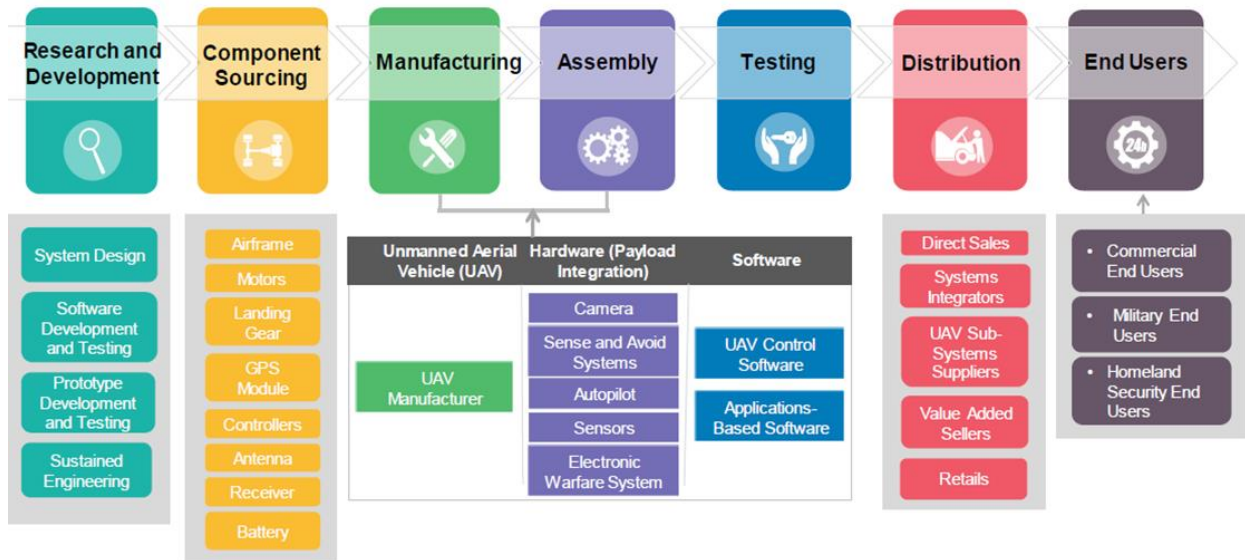 Research and
Development
Component
Sourcing
Manufacturing
Assembly
Testing
Distribution
End Users
24h
System Design
Software
Development
and Testing
Prototype
Development
and Testing
Sustained
Engineering
Airframe
Motors
Landing
Gear
GPS
Module
Controllers
Antenna
Receiver
Battery
Unmanned Aerial
Vehicle (UAV)
Hardware (Payload
Integration)
Software
UAV
Manufacturer
Camera
Sense and Avoid
Systems
Autopilot
Sensors
Electronic
Warfare System
UAV Control
Software
Applications-
Based Software
Direct Sales
Systems
Integrators
UAV Sub-
Systems
Suppliers
Value Added
Sellers
Retails
• Commercial
End Users
• Military End
Users
• Homeland
Security End
Users